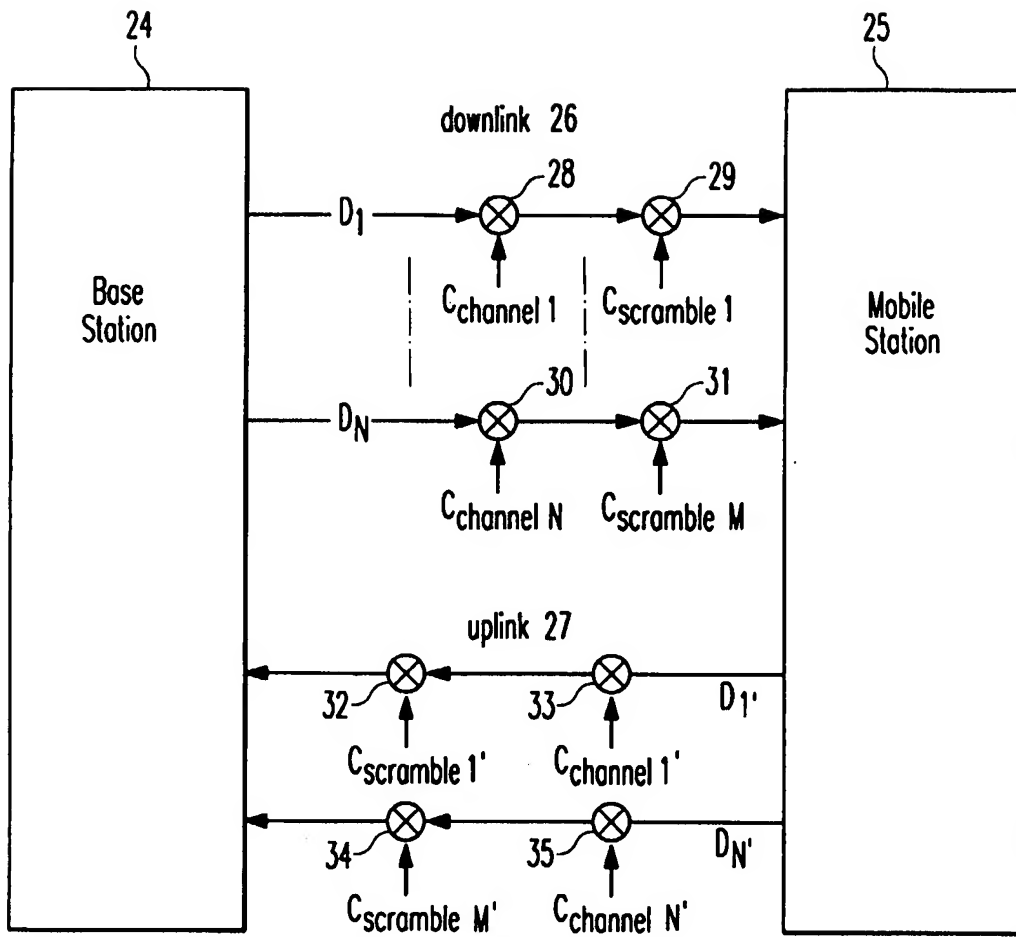 24
25
downlink 26
28
29
D1
Cchannel 1
Cscramble 1
Base
Station
Mobile
Station
30
31
DN
Cchannel N
Cscramble M
uplink 27
32
33
D1'
Cscramble 1'
Cchannel 1'
34
35
DN'
Cscramble M'
Cchannel N'